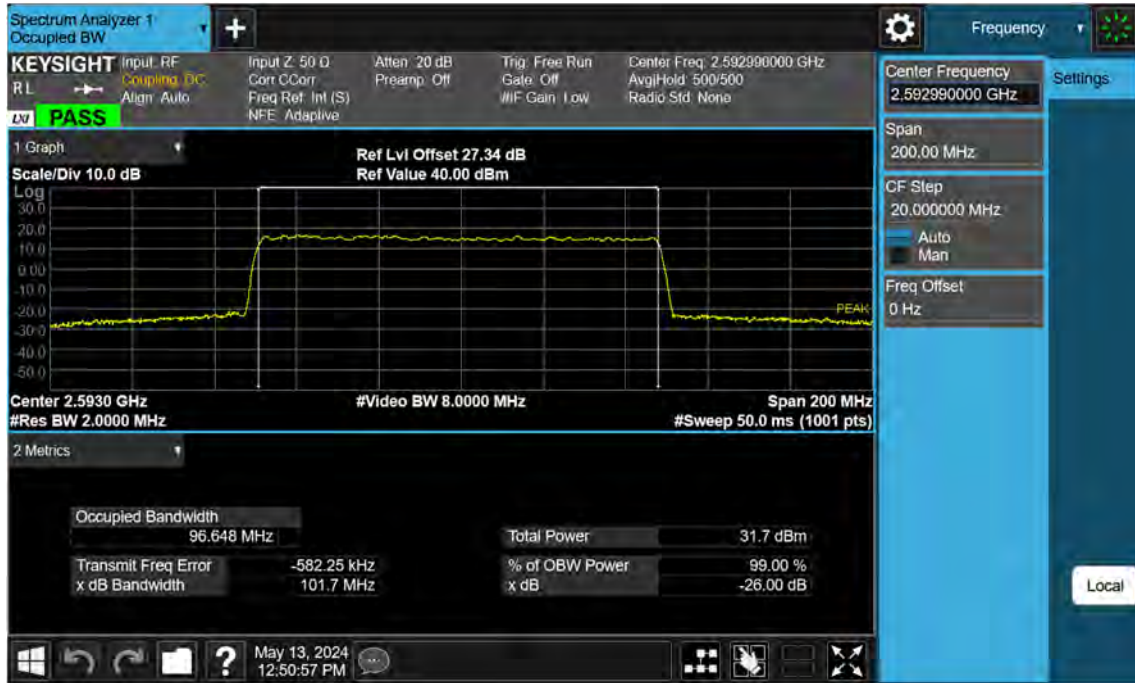 Spectrum Analyzer 1
Occupied BW
Frequency
KEYSIGHT
R L
LXI PASS
Input: RF
Coupling: DC
Align: Auto
Input Z: 50 Ω
Corr CCorr
Freq Ref: Int (S)
NFE: Adaptive
Atten: 20 dB
Preamp: Off
Trig: Free Run
Gate: Off
#IF Gain: Low
Center Freq: 2.592990000 GHz
Avg|Hold: 500/500
Radio Std: None
Center Frequency
2.592990000 GHz
Settings
Span
200.00 MHz
CF Step
20.000000 MHz
Auto
Man
Freq Offset
0 Hz
Local
1 Graph
Scale/Div 10.0 dB
Ref Lvl Offset 27.34 dB
Ref Value 40.00 dBm
Log
30.0
20.0
10.0
0.00
-10.0
-20.0
-30.0
-40.0
-50.0
PEAK
Center 2.5930 GHz
#Video BW 8.0000 MHz
Span 200 MHz
#Res BW 2.0000 MHz
#Sweep 50.0 ms (1001 pts)
2 Metrics
Occupied Bandwidth
96.648 MHz
Total Power 31.7 dBm
Transmit Freq Error -582.25 kHz
% of OBW Power 99.00 %
x dB Bandwidth 101.7 MHz
x dB -26.00 dB
?
May 13, 2024
12:50:57 PM